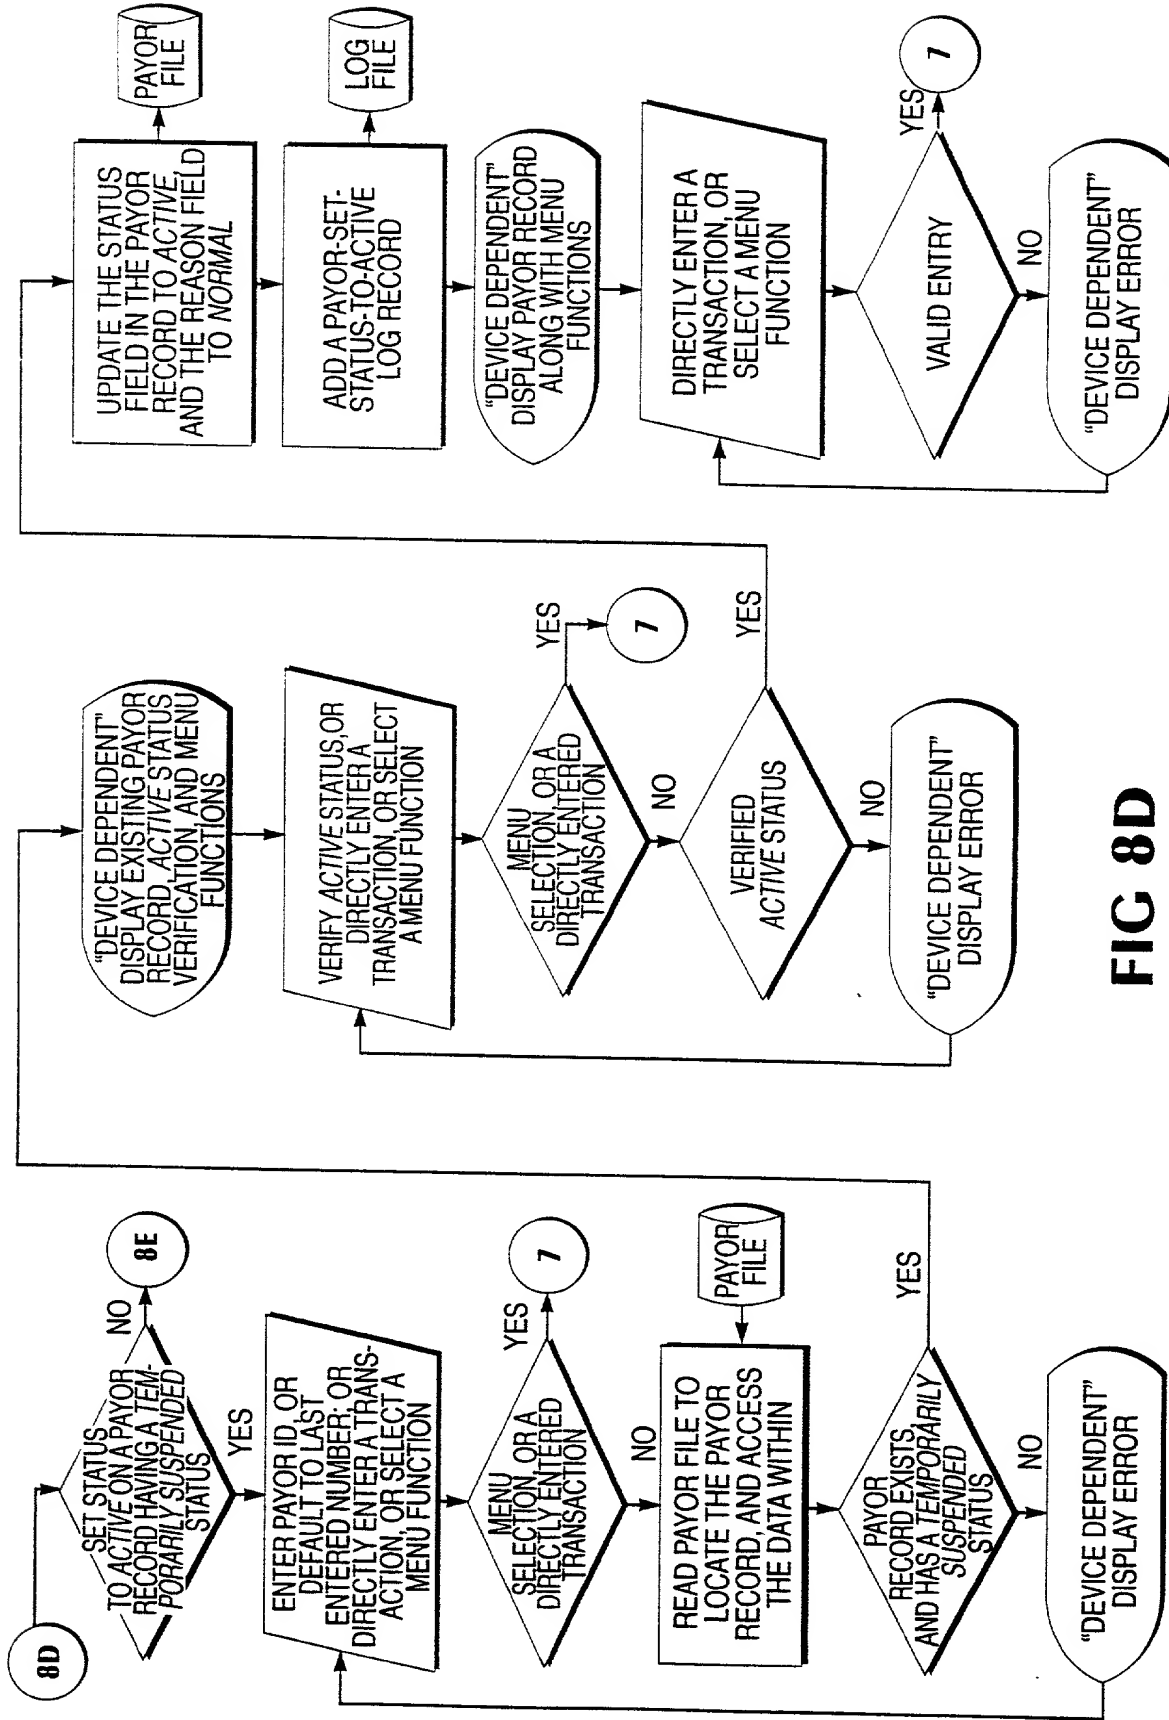 8D
SET STATUS
TO ACTIVE ON A PAYOR
RECORD HAVING A TEM-
PORARILY SUSPENDED
STATUS
NO
8E
YES
ENTER PAYOR ID, OR
DEFAULT TO LAST
ENTERED NUMBER; OR
DIRECTLY ENTER A TRANS-
ACTION, OR SELECT A
MENU FUNCTION
MENU
SELECTION, OR A
DIRECTLY ENTERED
TRANSACTION
YES
7
NO
READ PAYOR FILE TO
LOCATE THE PAYOR
RECORD, AND ACCESS
THE DATA WITHIN
PAYOR
FILE
PAYOR
RECORD EXISTS,
AND HAS A TEMPORARILY
SUSPENDED
STATUS
YES
NO
"DEVICE DEPENDENT"
DISPLAY ERROR
"DEVICE DEPENDENT"
DISPLAY EXISTING PAYOR
RECORD, ACTIVE STATUS
VERIFICATION, AND MENU
FUNCTIONS
VERIFY ACTIVE STATUS, OR
DIRECTLY ENTER A
TRANSACTION, OR SELECT
A MENU FUNCTION
MENU
SELECTION, OR A
DIRECTLY ENTERED
TRANSACTION
YES
7
NO
VERIFIED
ACTIVE STATUS
YES
NO
"DEVICE DEPENDENT"
DISPLAY ERROR
UPDATE THE STATUS
FIELD IN THE PAYOR
RECORD TO ACTIVE,
AND THE REASON FIELD
TO NORMAL
PAYOR
FILE
ADD A PAYOR-SET-
STATUS-TO-ACTIVE
LOG RECORD
LOG
FILE
"DEVICE DEPENDENT"
DISPLAY PAYOR RECORD
ALONG WITH MENU
FUNCTIONS
DIRECTLY ENTER A
TRANSACTION, OR
SELECT A MENU
FUNCTION
VALID ENTRY
YES
7
NO
"DEVICE DEPENDENT"
DISPLAY ERROR
FIG 8D